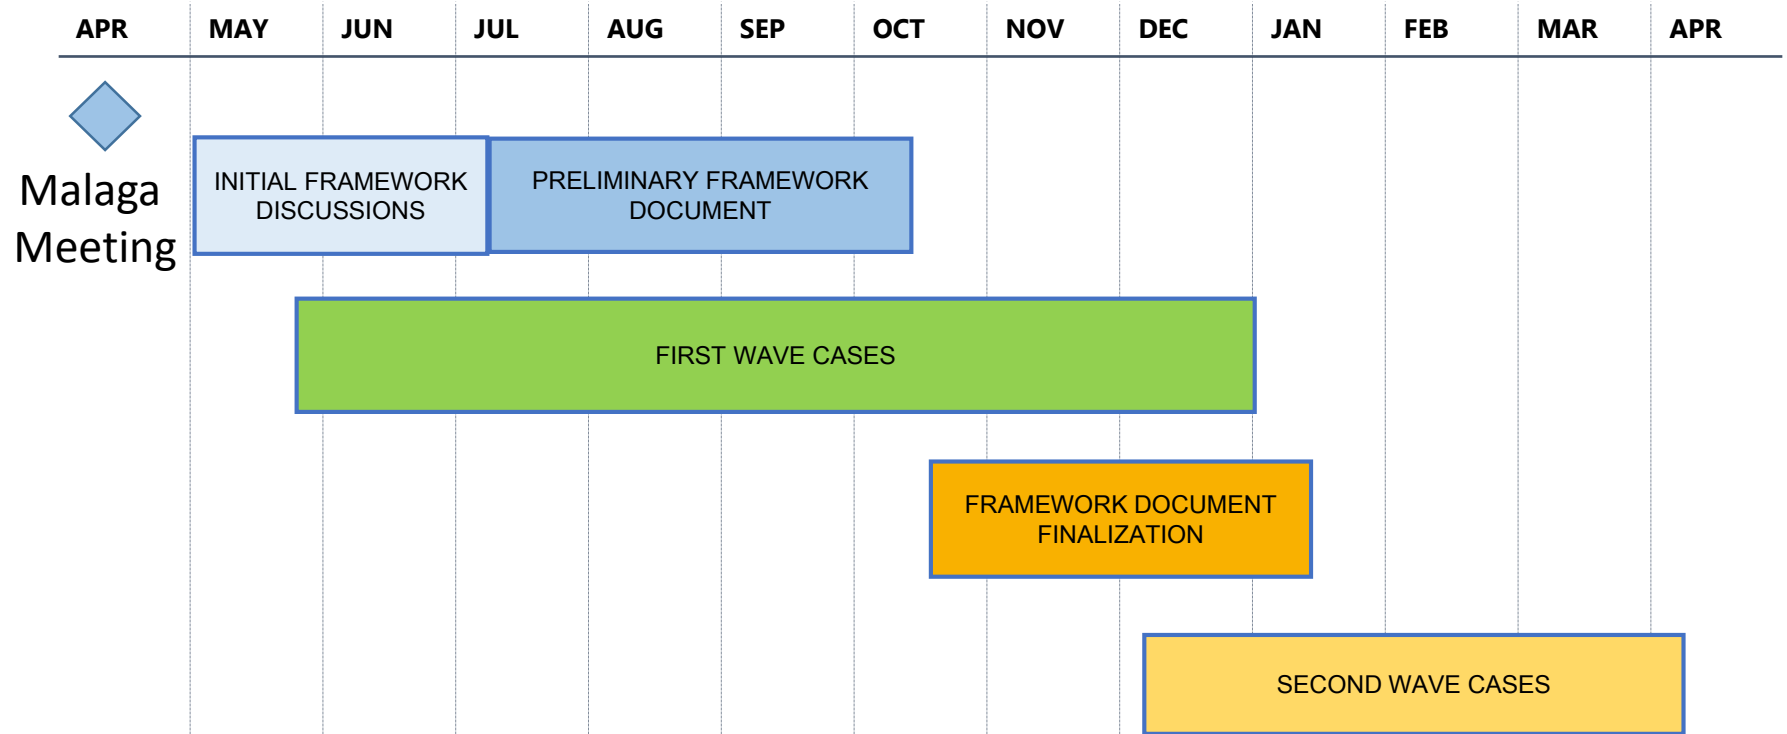 APR MAY JUN JUL AUG SEP OCT NOV DEC JAN FEB MAR APR
Malaga
Meeting
INITIAL FRAMEWORK
DISCUSSIONS
PRELIMINARY FRAMEWORK
DOCUMENT
FIRST WAVE CASES
FRAMEWORK DOCUMENT
FINALIZATION
SECOND WAVE CASES